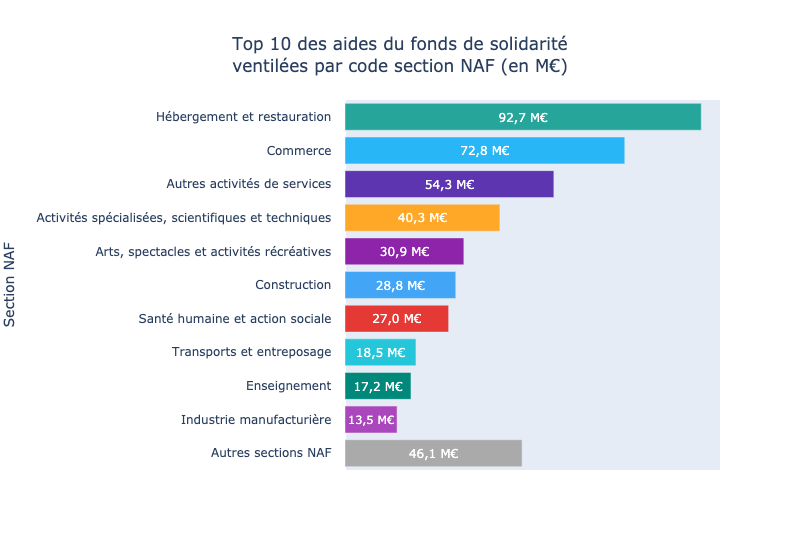 Top 10 des aides du fonds de solidarité
ventilées par code section NAF (en M€)
Section NAF
Hébergement et restauration 92,7 M€
Commerce 72,8 M€
Autres activités de services 54,3 M€
Activités spécialisées, scientifiques et techniques 40,3 M€
Arts, spectacles et activités récréatives 30,9 M€
Construction 28,8 M€
Santé humaine et action sociale 27,0 M€
Transports et entreposage 18,5 M€
Enseignement 17,2 M€
Industrie manufacturière 13,5 M€
Autres sections NAF 46,1 M€